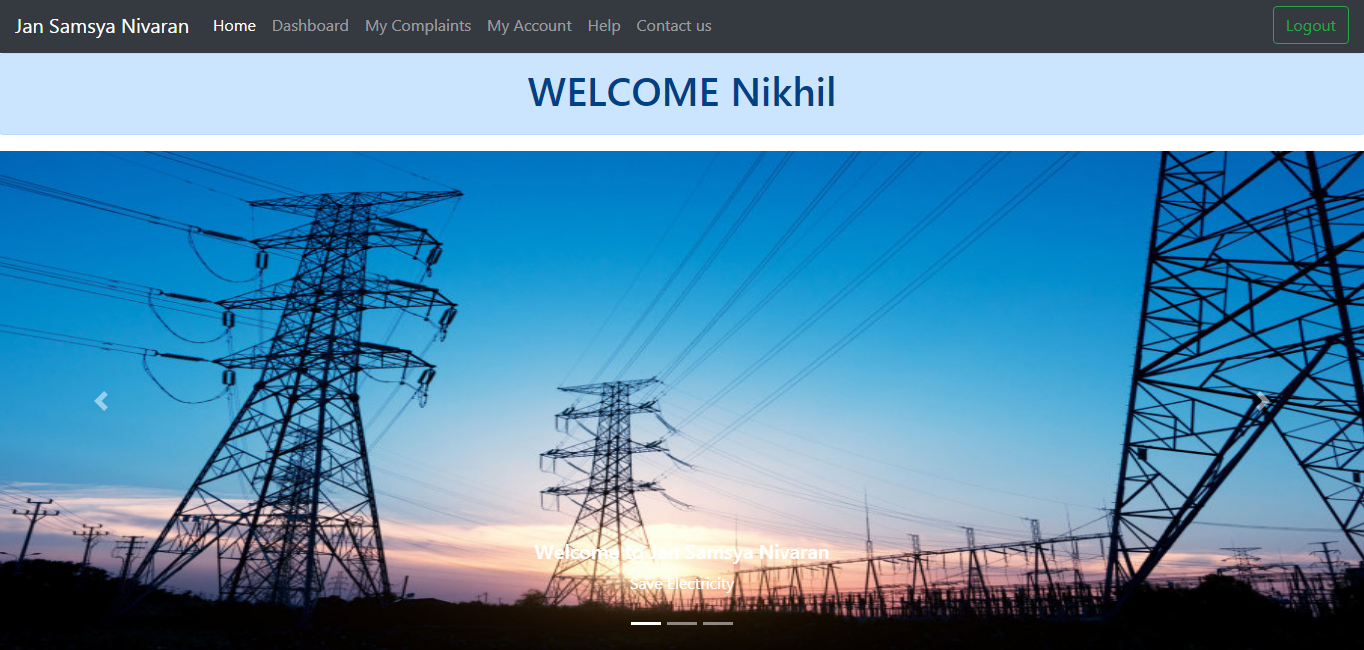 Jan Samsya Nivaran Home Dashboard My Complaints My Account Help Contact us Logout
WELCOME Nikhil
Welcome to Jan Samsya Nivaran
Save Electricity